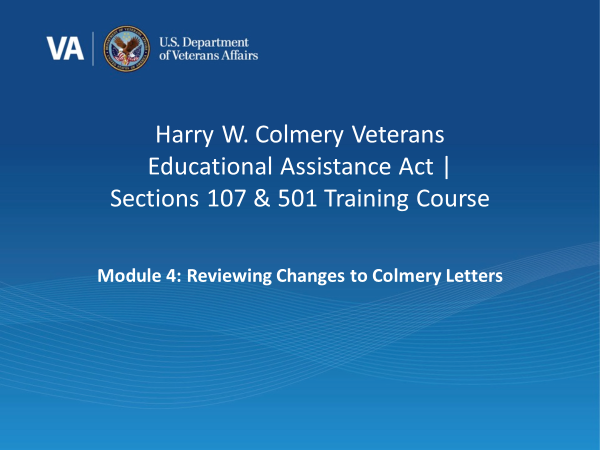 VA
U.S. Department
of Veterans Affairs
Harry W. Colmery Veterans
Educational Assistance Act |
Sections 107 & 501 Training Course
Module 4: Reviewing Changes to Colmery Letters